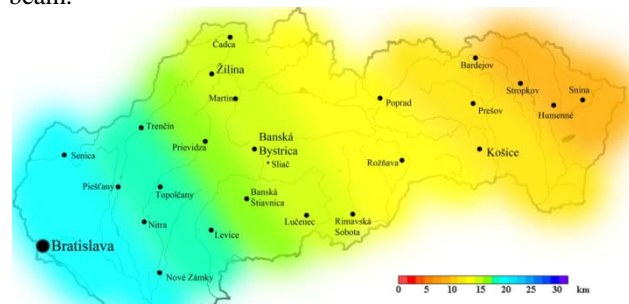 beam.
Čadca
Žilina
Martin
Bardejov
Stropkov
Snina
Humenné
Poprad
Prešov
Trenčín
Prievidza
Banská
Bystrica
Sliač
Senica
Rožňava
Košice
Piešťany
Topolčany
Banská
Štiavnica
Lučenec
Rimavská
Sobota
Nitra
Levice
Bratislava
Nové Zámky
0 5 10 15 20 25 30 km